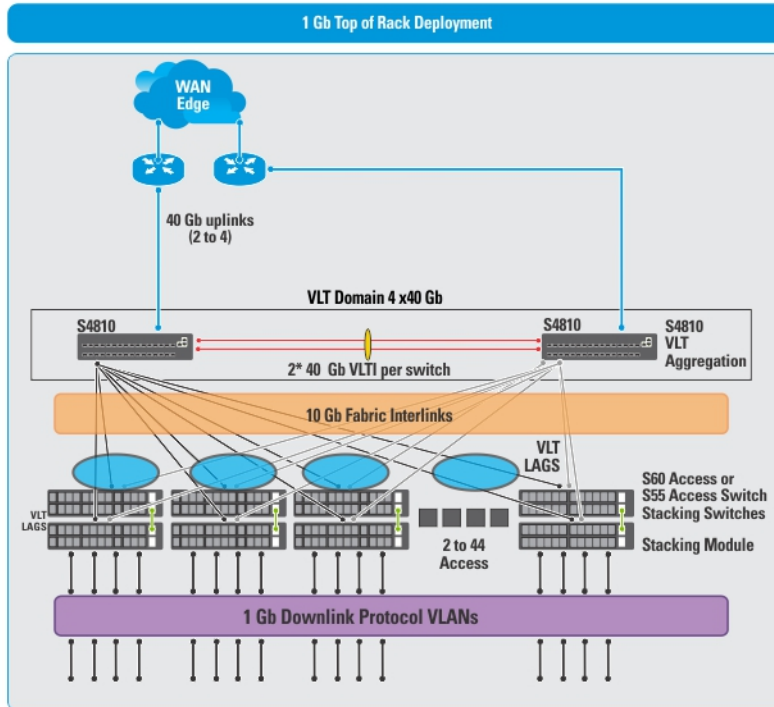 1 Gb Top of Rack Deployment
WAN
Edge
40 Gb uplinks
(2 to 4)
VLT Domain 4 x40 Gb
S4810
S4810
S4810
VLT
Aggregation
2* 40 Gb VLTI per switch
10 Gb Fabric Interlinks
VLT
LAGS
S60 Access or
S55 Access Switch
Stacking Switches
VLT
LAGS
Stacking Module
2 to 44
Access
1 Gb Downlink Protocol VLANs